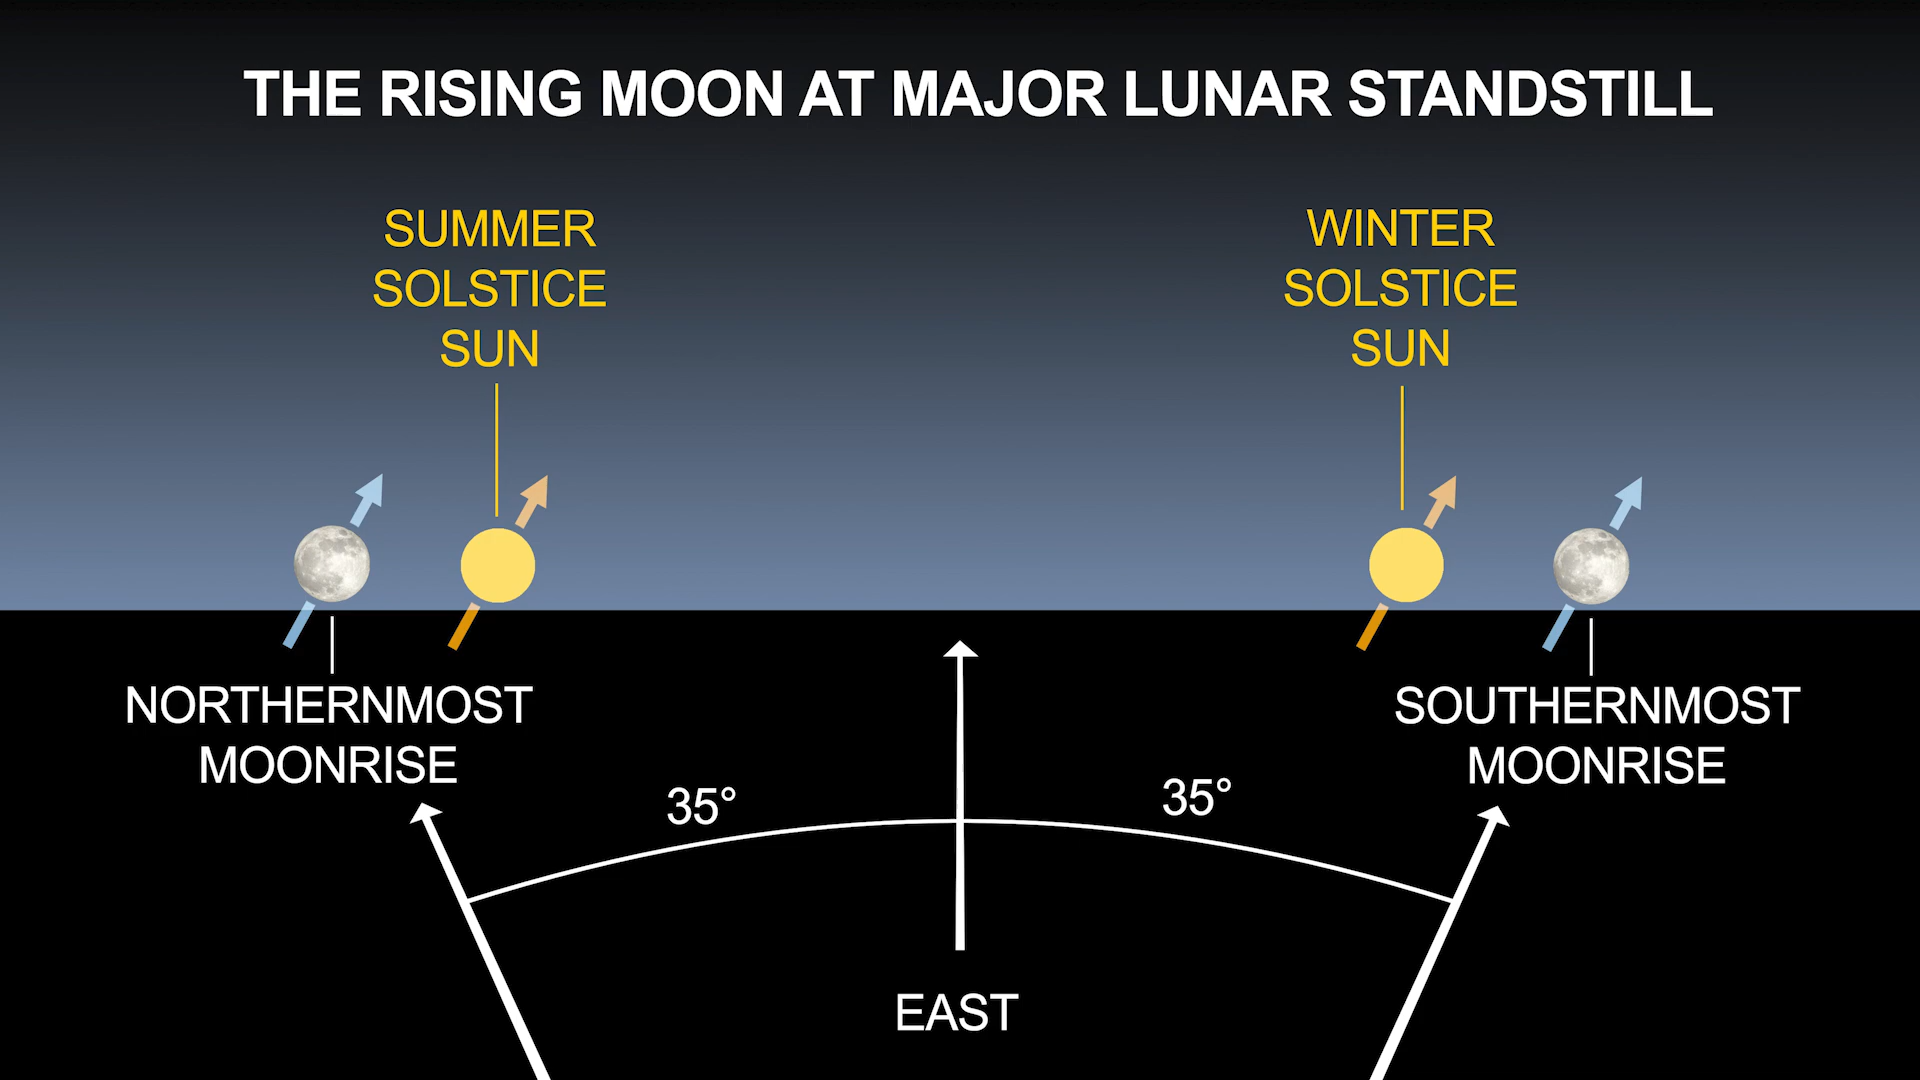 THE RISING MOON AT MAJOR LUNAR STANDSTILL
SUMMER
SOLSTICE
SUN
WINTER
SOLSTICE
SUN
NORTHERNMOST
MOONRISE
SOUTHERNMOST
MOONRISE
35°
35°
EAST